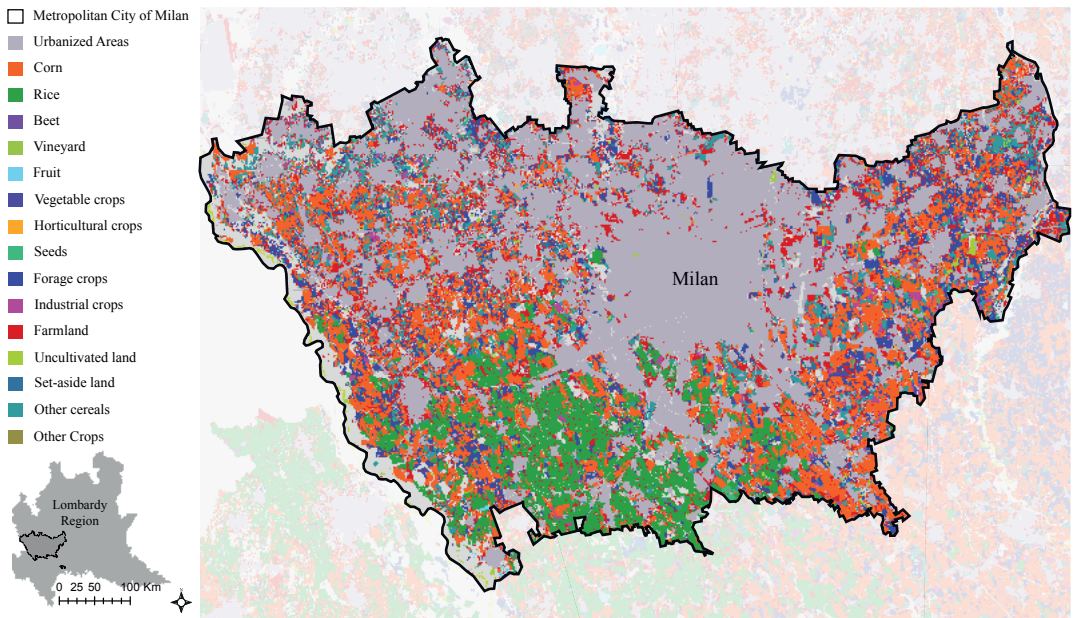 Metropolitan City of Milan
Urbanized Areas
Corn
Rice
Beet
Vineyard
Fruit
Vegetable crops
Horticultural crops
Seeds
Forage crops
Industrial crops
Farmland
Uncultivated land
Set-aside land
Other cereals
Other Crops
Milan
Lombardy
Region
0 25 50 100 Km